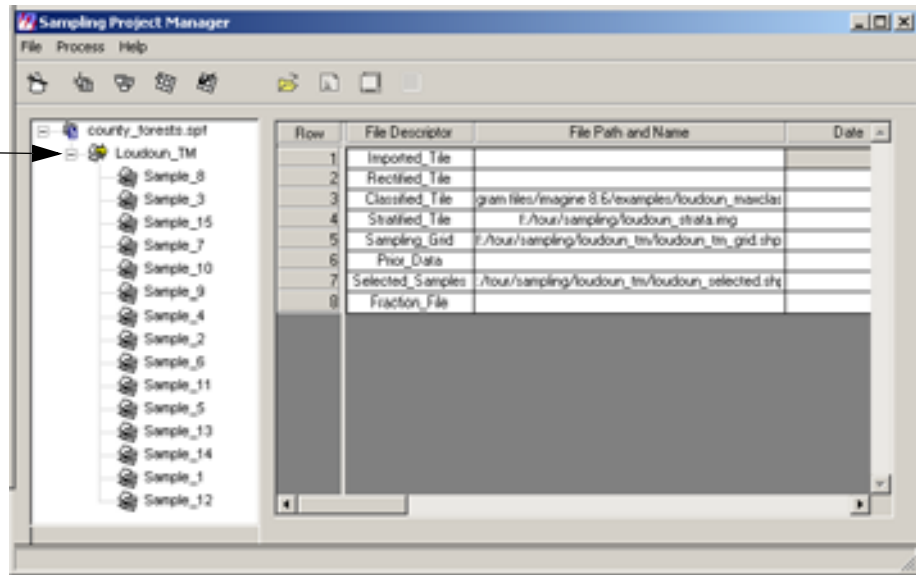 Sampling Project Manager
File Process Help
county_forests.spt
Loudoun_TM
Sample_8
Sample_3
Sample_15
Sample_7
Sample_10
Sample_9
Sample_4
Sample_2
Sample_6
Sample_11
Sample_5
Sample_13
Sample_14
Sample_1
Sample_12
Row File Descriptor File Path and Name Date
1 Imported_Tile
2 Rectified_Tile
3 Classified_Tile gram files/imagine 8.6/examples/loudoun_maxclas
4 Stratified_Tile f:/tour/sampling/loudoun_strata.img
5 Sampling_Grid f:/tour/sampling/loudoun_tm/loudoun_tm_grid.shp
6 Prior_Data
7 Selected_Samples :/tour/sampling/loudoun_tm/loudoun_selected.shp
8 Fraction_File